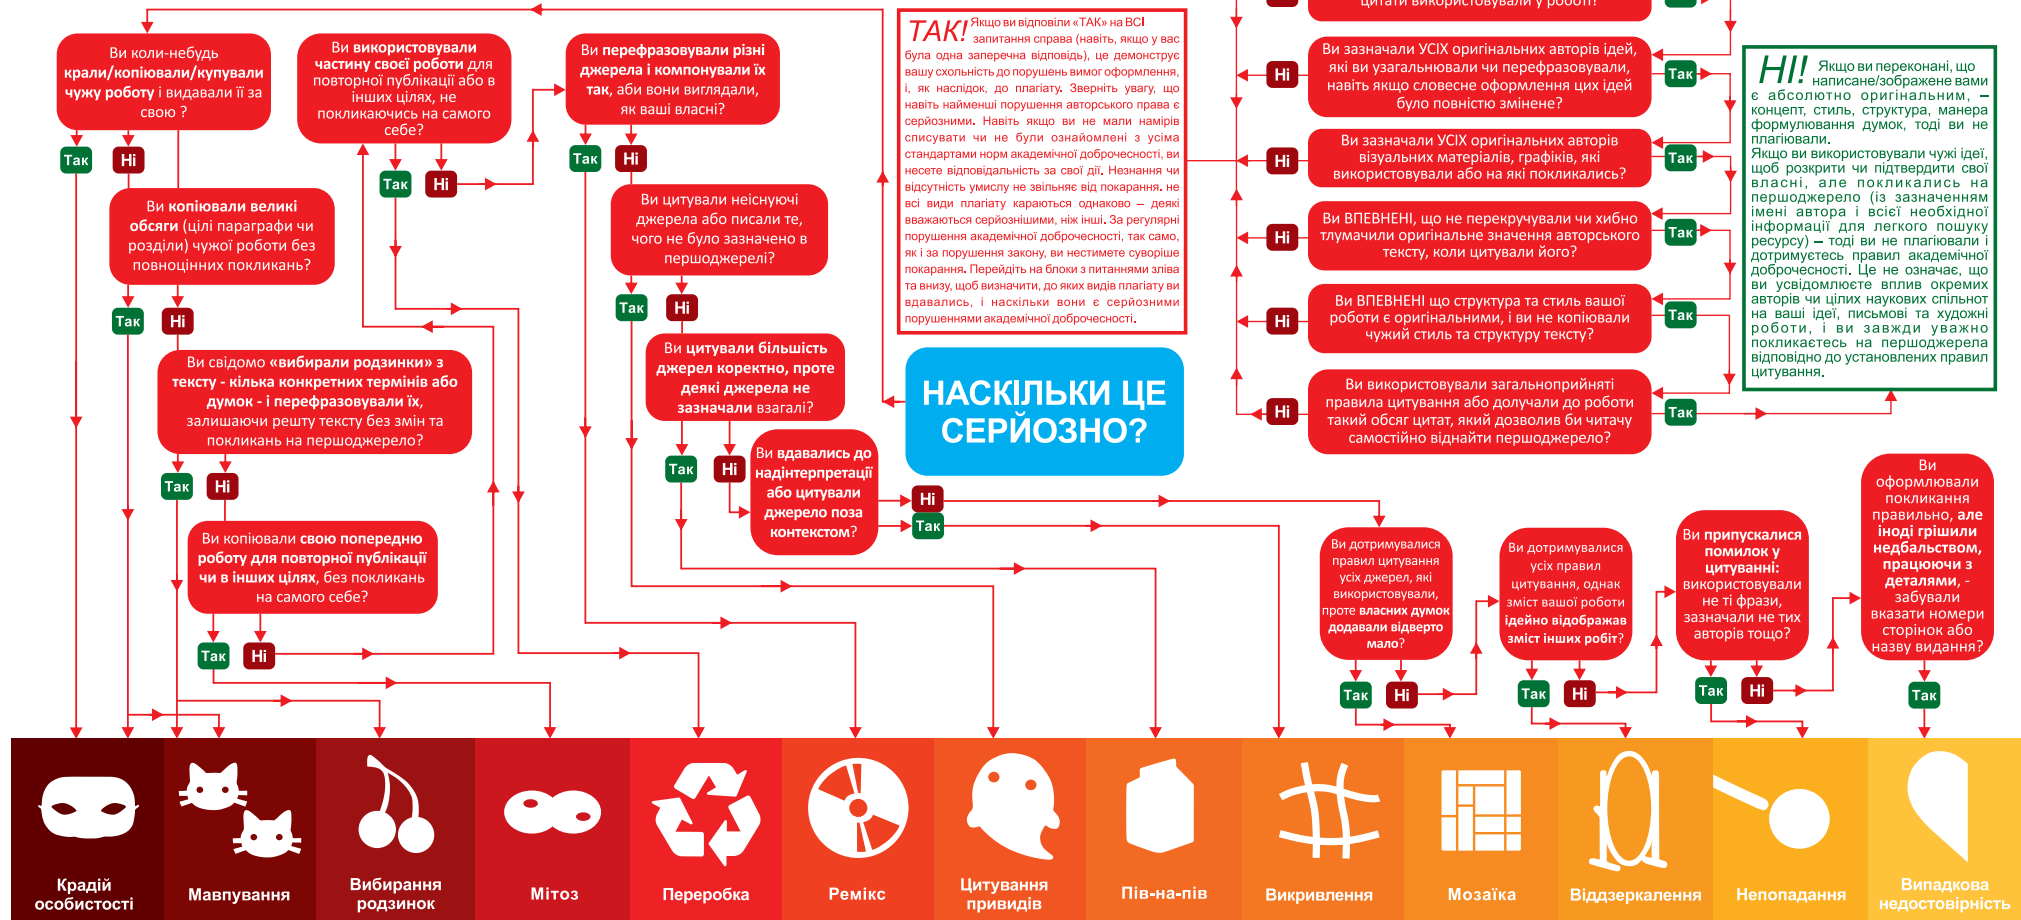 Ви коли-небудь
крали/копіювали/купували
чужу роботу і видавали її за
свою ?
Так
Ні
Ви копіювали великі
обсяги (цілі параграфи чи
розділи) чужої роботи без
повноцінних покликань?
Так
Ні
Ви свідомо «вибирали родзинки» з
тексту - кілька конкретних термінів або
думок - і перефразовували їх,
залишаючи решту тексту без змін та
покликань на першоджерело?
Так
Ні
Ви копіювали свою попередню
роботу для повторної публікації
чи в інших цілях, без покликань
на самого себе?
Так
Ні
Ви використовували
частину своєї роботи для
повторної публікації або в
інших цілях, не
покликаючись на самого
себе?
Так
Ні
Ви перефразовували різні
джерела і компонували їх
так, аби вони виглядали,
як ваші власні?
Так
Ні
Ви цитували неіснуючі
джерела або писали те,
чого не було зазначено в
першоджерелі?
Так
Ні
Ви цитували більшість
джерел коректно, проте
деякі джерела не
зазначали взагалі?
Так
Ні
Ви вдавались до
надінтерпретації
або цитували
джерело поза
контекстом?
Ні
Так
ТАК! Якщо ви відповіли «ТАК» на ВСІ
запитання справа (навіть, якщо у вас
була одна заперечна відповідь), це демонструє
вашу схольність до порушень вимог оформлення,
і, як наслідок, до плагіату. Зверніть увагу, що
навіть найменші порушення авторського права є
серйозними. Навіть якщо ви не мали намірів
списувати чи не були ознайомлені з усіма
стандартами норм академічної доброчесності, ви
несете відповідальність за свої дії. Незнання чи
відсутність умислу не звільняє від покарання. не
всі види плагіату караються однаково – деякі
вважаються серйознішими, ніж інші. За регулярні
порушення академічної доброчесності, так само,
як і за порушення закону, ви нестимете суворіше
покарання. Перейдіть на блоки з питаннями зліва
та внизу, щоб визначити, до яких видів плагіату ви
вдавались, і наскільки вони є серйозними
порушеннями академічної доброчесності.
НАСКІЛЬКИ ЦЕ
СЕРЙОЗНО?
цитати використовували у роботі?
Ви зазначали УСІХ оригінальних авторів ідей,
які ви узагальнювали чи перефразовували,
навіть якщо словесне оформлення цих ідей
було повністю змінене?
Ні
Так
Ви зазначали УСІХ оригінальних авторів
візуальних матеріалів, графіків, які
використовували або на які покликались?
Ні
Так
Ви ВПЕВНЕНІ, що не перекручували чи хибно
тлумачили оригінальне значення авторського
тексту, коли цитували його?
Ні
Так
Ви ВПЕВНЕНІ що структура та стиль вашої
роботи є оригінальними, і ви не копіювали
чужий стиль та структуру тексту?
Ні
Так
Ви використовували загальноприйняті
правила цитування або долучали до роботи
такий обсяг цитат, який дозволив би читачу
самостійно віднайти першоджерело?
Ні
Так
НІ! Якщо ви переконані, що
написане/зображене вами
є абсолютно оригінальним, –
концепт, стиль, структура, манера
формулювання думок, тоді ви не
плагіювали.
Якщо ви використовували чужі ідеї,
щоб розкрити чи підтвердити свої
власні, але покликались на
першоджерело (із зазначенням
імені автора і всієї необхідної
інформації для легкого пошуку
ресурсу) – тоді ви не плагіювали і
дотримуєтесь правил академічної
доброчесності. Це не означає, що
ви усвідомлюєте вплив окремих
авторів чи цілих наукових спільнот
на ваші ідеї, письмові та художні
роботи, і ви завжди уважно
покликаєтесь на першоджерела
відповідно до установлених правил
цитування.
Ви дотримувалися
правил цитування
усіх джерел, які
використовували,
проте власних думок
додавали відверто
мало?
Так
Ні
Ви дотримувалися
усіх правил
цитування, однак
зміст вашої роботи
ідейно відображав
зміст інших робіт?
Так
Ні
Ви припускалися
помилок у
цитуванні:
використовували
не ті фрази,
зазначали не тих
авторів тощо?
Так
Ні
Ви
оформлювали
покликання
правильно, але
іноді грішили
недбальством,
працюючи з
деталями, -
забували
вказати номери
сторінок або
назву видання?
Так
Крадій
особистості
Мавпування
Вибирання
родзинок
Мітоз
Переробка
Ремікс
Цитування
привидів
Пів-на-пів
Викривлення
Мозаїка
Віддзеркалення
Непопадання
Випадкова
недостовірність